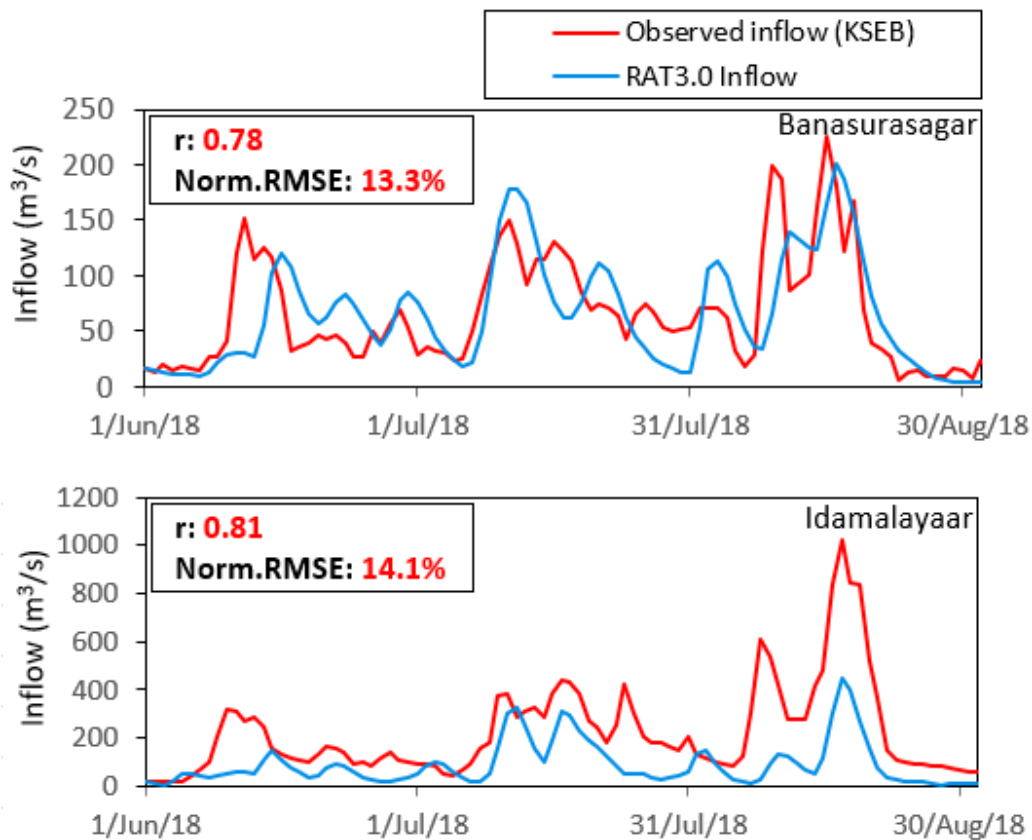 Observed inflow (KSEB)
RAT3.0 Inflow
Inflow (m³/s)
250
200
150
100
50
0
r: 0.78
Norm.RMSE: 13.3%
Banasurasagar
1/Jun/18 1/Jul/18 31/Jul/18 30/Aug/18
Inflow (m³/s)
1200
1000
800
600
400
200
0
r: 0.81
Norm.RMSE: 14.1%
Idamalayaar
1/Jun/18 1/Jul/18 31/Jul/18 30/Aug/18